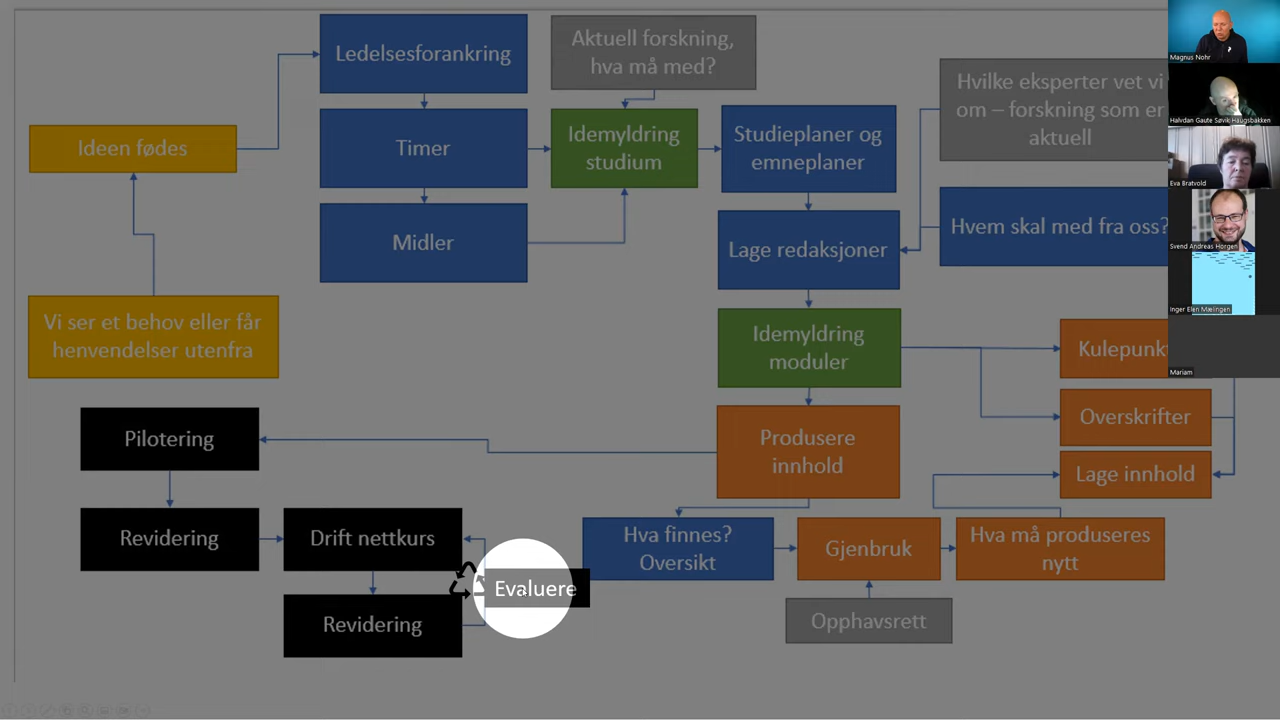 Ledelsesforankring
Aktuell forskning,
hva må med?
Hvilke eksperter vet vi
om – forskning som er
aktuell
Ideen fødes
Timer
Idemyldring
studium
Studieplaner og
emneplaner
Midler
Lage redaksjoner
Hvem skal med fra oss?
Vi ser et behov eller får
henvendelser utenfra
Idemyldring
moduler
Kulepunkt
Overskrifter
Lage innhold
Produsere
innhold
Pilotering
Revidering
Drift nettkurs
Evaluere
Revidering
Hva finnes?
Oversikt
Gjenbruk
Hva må produseres
nytt
Opphavsrett
Magnus Nohr
Halvdan Gaute Søvik Haugsbakken
Eva Bratvold
Svend Andreas Horgen
Inger Elen Mælingen
Mariam